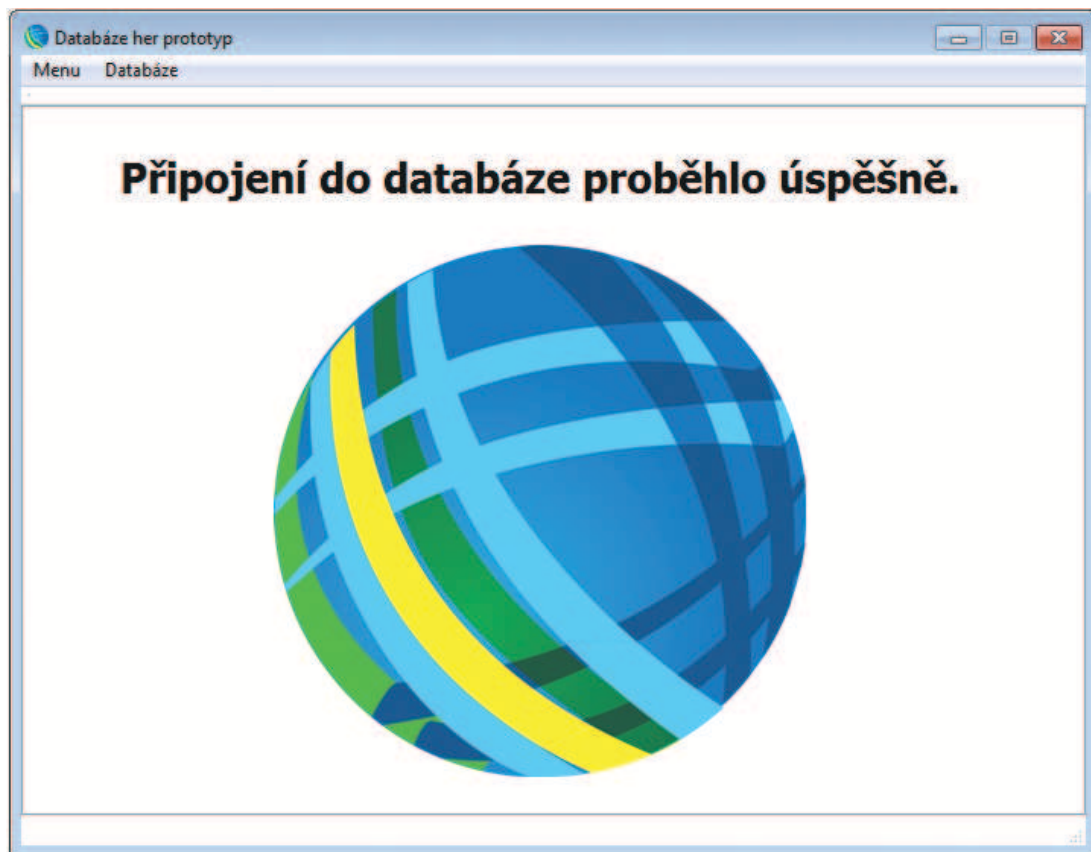 Databáze her prototyp
Menu Databáze
Připojení do databáze proběhlo úspěšně.